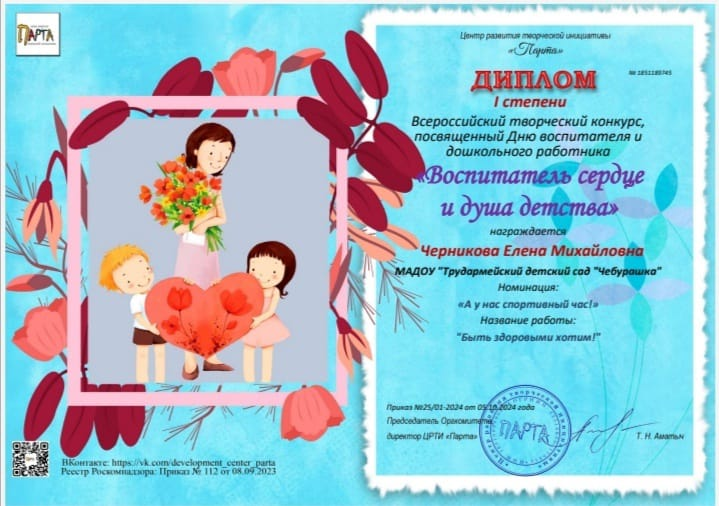 ПАРТА
Центр развития творческой инициативы
«Парта»
ДИПЛОМ
№ 1851189745
I степени
Всероссийский творческий конкурс,
посвященный Дню воспитателя и
дошкольного работника
«Воспитатель сердце
и душа детства»
награждается
Черникова Елена Михайловна
МАДОУ "Трудармейский детский сад "Чебурашка"
Номинация:
«А у нас спортивный час!»
Название работы:
"Быть здоровыми хотим!"
Приказ №25/01-2024 от 05.10.2024 года
Председатель Оргкомитета
директор ЦРТИ «Парта»
Т. Н. Аматыч
ПАРТА
ВКонтакте: https://vk.com/development_center_parta
Реестр Роскомнадзора: Приказ № 112 от 08.09.2023